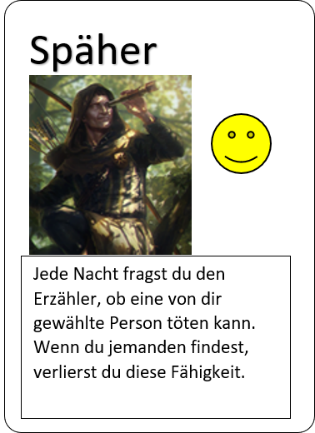 Späher
Jede Nacht fragst du den
Erzähler, ob eine von dir
gewählte Person töten kann.
Wenn du jemanden findest,
verlierst du diese Fähigkeit.